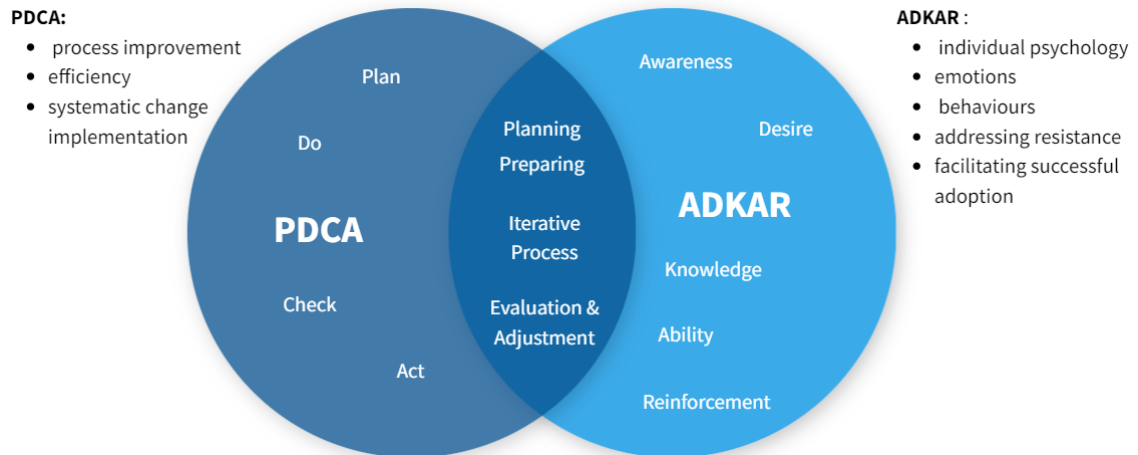 PDCA:
• process improvement
• efficiency
• systematic change
implementation
Plan
Do
PDCA
Check
Act
Planning
Preparing
Iterative
Process
Evaluation &
Adjustment
Awareness
Desire
ADKAR
Knowledge
Ability
Reinforcement
ADKAR :
• individual psychology
• emotions
• behaviours
• addressing resistance
• facilitating successful
adoption